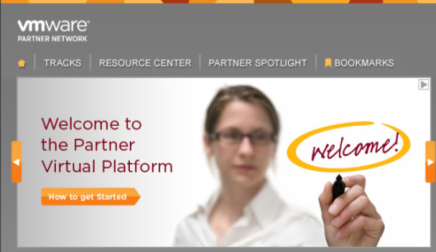 vmware
PARTNER NETWORK
TRACKS RESOURCE CENTER PARTNER SPOTLIGHT BOOKMARKS
Welcome to
the Partner
Virtual Platform
welcome!
How to get Started